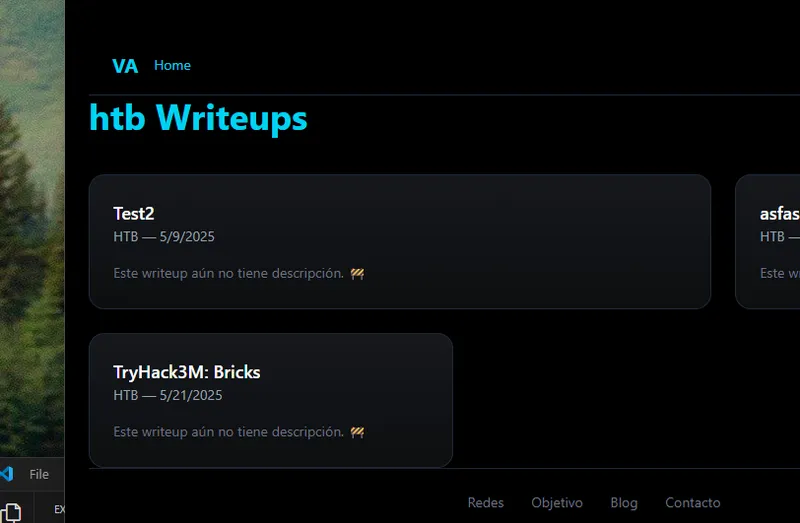 VA Home
htb Writeups
Test2
HTB — 5/9/2025
Este writeup aún no tiene descripción. 🚧
asfas
HTB —
Este w
TryHack3M: Bricks
HTB — 5/21/2025
Este writeup aún no tiene descripción. 🚧
File
EX
Redes Objetivo Blog Contacto